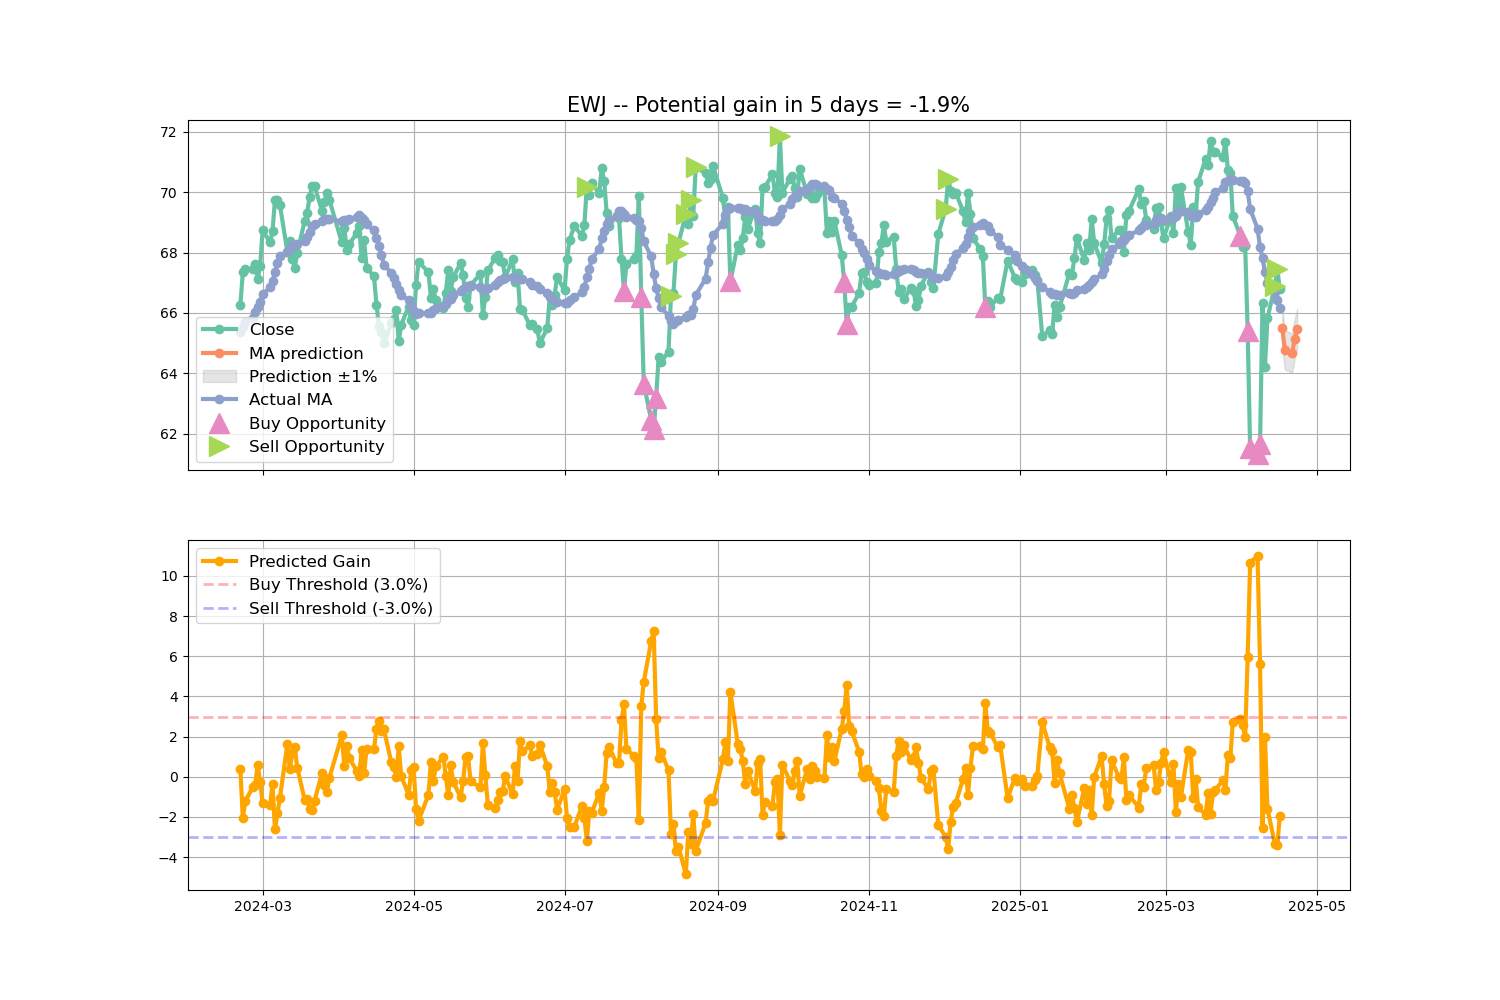 EWJ -- Potential gain in 5 days = -1.9%
72
70
68
66
64
62
Close
MA prediction
Prediction ±1%
Actual MA
Buy Opportunity
Sell Opportunity
10
8
6
4
2
0
−2
−4
Predicted Gain
Buy Threshold (3.0%)
Sell Threshold (-3.0%)
2024-03 2024-05 2024-07 2024-09 2024-11 2025-01 2025-03 2025-05